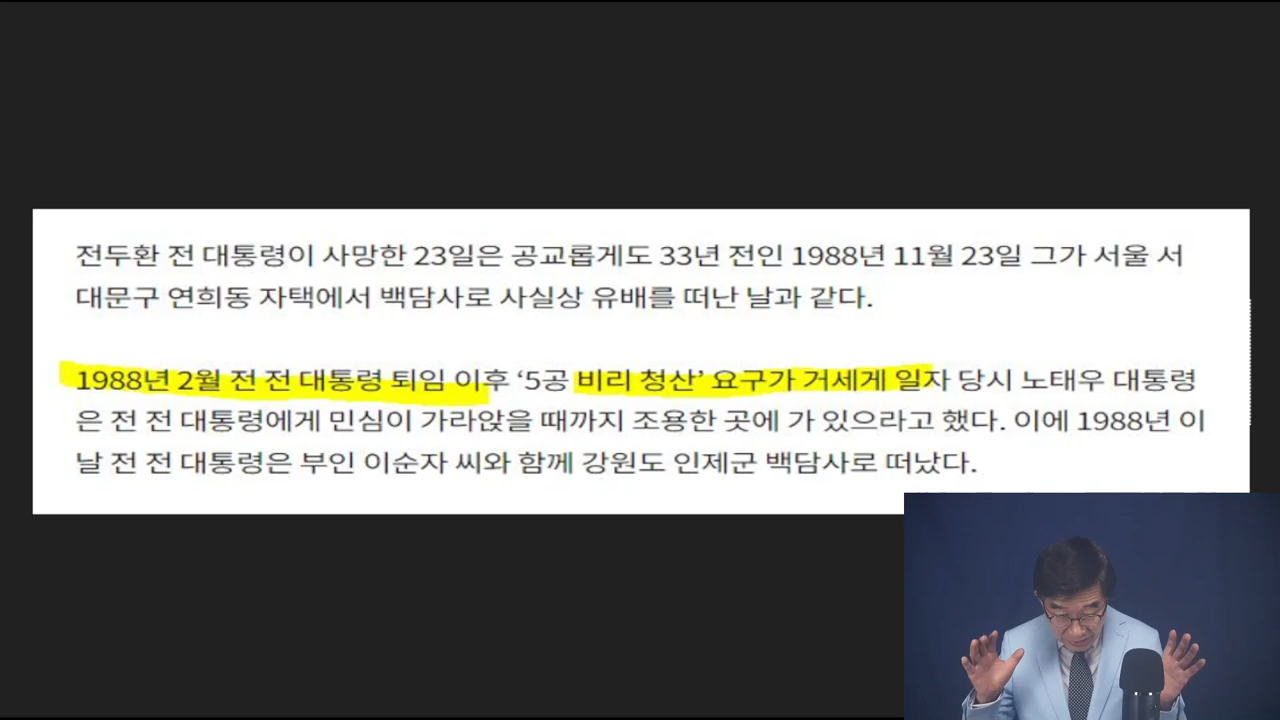 전두환 전 대통령이 사망한 23일은 공교롭게도 33년 전인 1988년 11월 23일 그가 서울 서
대문구 연희동 자택에서 백담사로 사실상 유배를 떠난 날과 같다.
1988년 2월 전 전 대통령 퇴임 이후 ‘5공 비리 청산’ 요구가 거세게 일자 당시 노태우 대통령
은 전 전 대통령에게 민심이 가라앉을 때까지 조용한 곳에 가 있으라고 했다. 이에 1988년 이
날 전 전 대통령은 부인 이순자 씨와 함께 강원도 인제군 백담사로 떠났다.